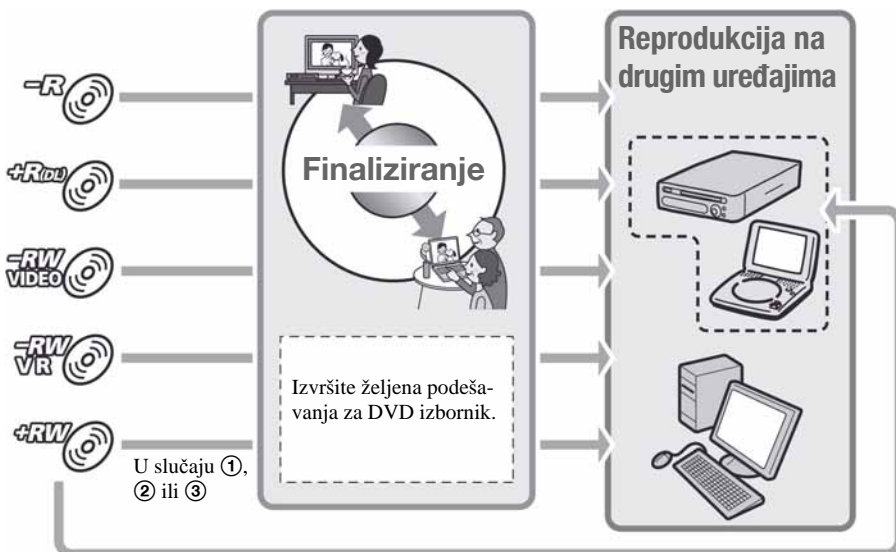 Reprodukcija na
drugim uređajima
-R
+R(DL)
Finaliziranje
-RW
VIDEO
-RW
VR
Izvršite željena podeša-
vanja za DVD izbornik.
+RW
U slučaju ①,
② ili ③